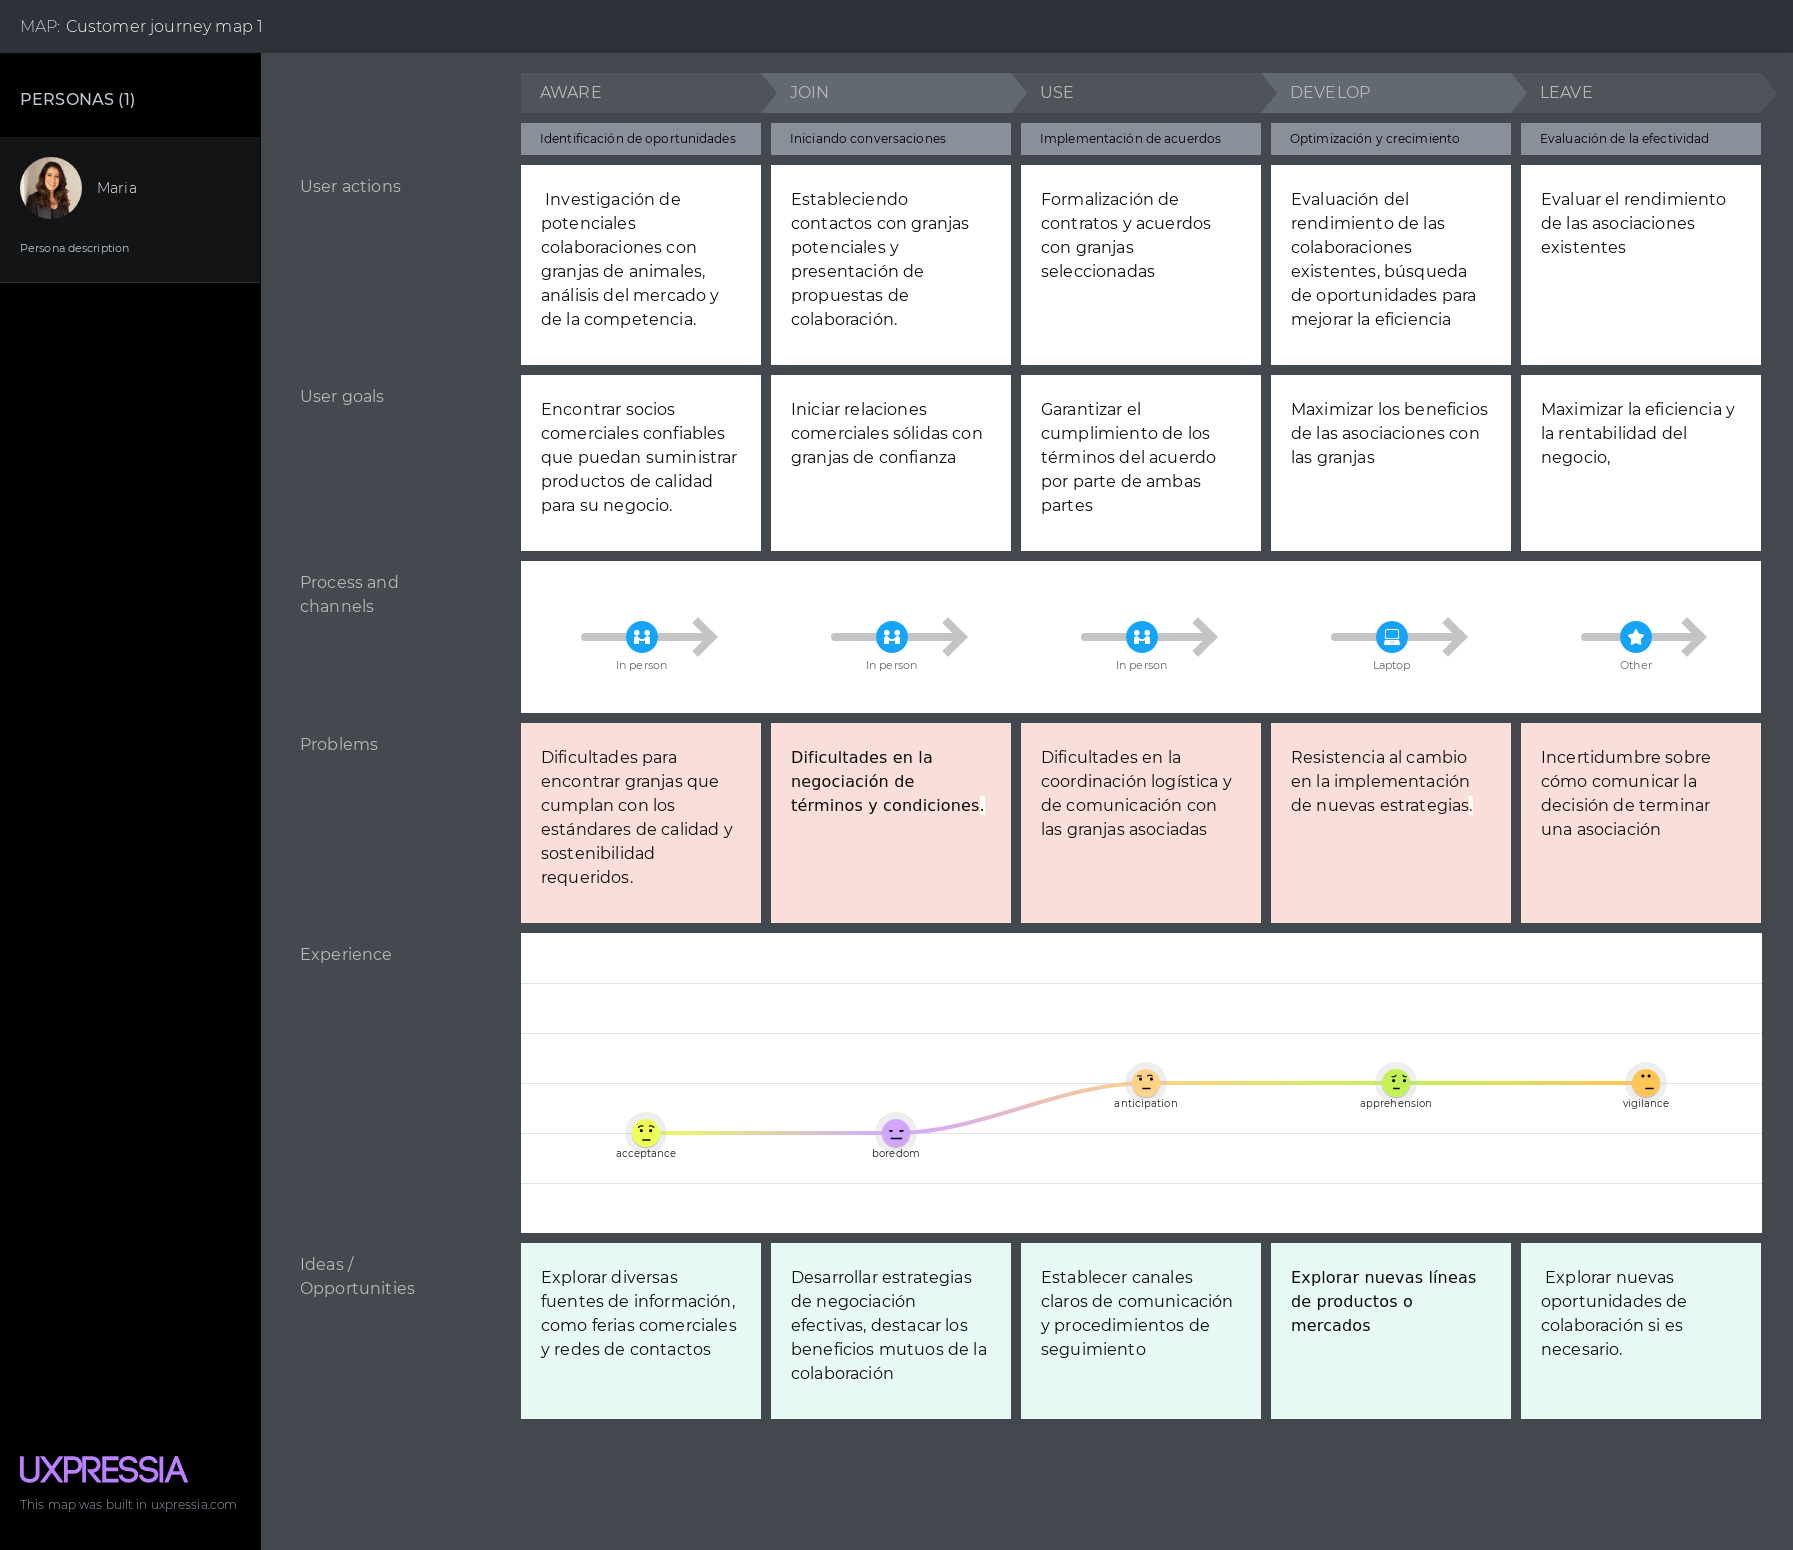 MAP: Customer journey map 1
PERSONAS (1)
Maria
Persona description
AWARE
JOIN
USE
DEVELOP
LEAVE
Identificación de oportunidades
Iniciando conversaciones
Implementación de acuerdos
Optimización y crecimiento
Evaluación de la efectividad
User actions
Investigación de
potenciales
colaboraciones con
granjas de animales,
análisis del mercado y
de la competencia.
Estableciendo
contactos con granjas
potenciales y
presentación de
propuestas de
colaboración.
Formalización de
contratos y acuerdos
con granjas
seleccionadas
Evaluación del
rendimiento de las
colaboraciones
existentes, búsqueda
de oportunidades para
mejorar la eficiencia
Evaluar el rendimiento
de las asociaciones
existentes
User goals
Encontrar socios
comerciales confiables
que puedan suministrar
productos de calidad
para su negocio.
Iniciar relaciones
comerciales sólidas con
granjas de confianza
Garantizar el
cumplimiento de los
términos del acuerdo
por parte de ambas
partes
Maximizar los beneficios
de las asociaciones con
las granjas
Maximizar la eficiencia y
la rentabilidad del
negocio,
Process and
channels
In person
In person
In person
Laptop
Other
Problems
Dificultades para
encontrar granjas que
cumplan con los
estándares de calidad y
sostenibilidad
requeridos.
Dificultades en la
negociación de
términos y condiciones.
Dificultades en la
coordinación logística y
de comunicación con
las granjas asociadas
Resistencia al cambio
en la implementación
de nuevas estrategias.
Incertidumbre sobre
cómo comunicar la
decisión de terminar
una asociación
Experience
acceptance
boredom
anticipation
apprehension
vigilance
Ideas /
Opportunities
Explorar diversas
fuentes de información,
como ferias comerciales
y redes de contactos
Desarrollar estrategias
de negociación
efectivas, destacar los
beneficios mutuos de la
colaboración
Establecer canales
claros de comunicación
y procedimientos de
seguimiento
Explorar nuevas líneas
de productos o
mercados
Explorar nuevas
oportunidades de
colaboración si es
necesario.
UXPRESSIA
This map was built in uxpressia.com